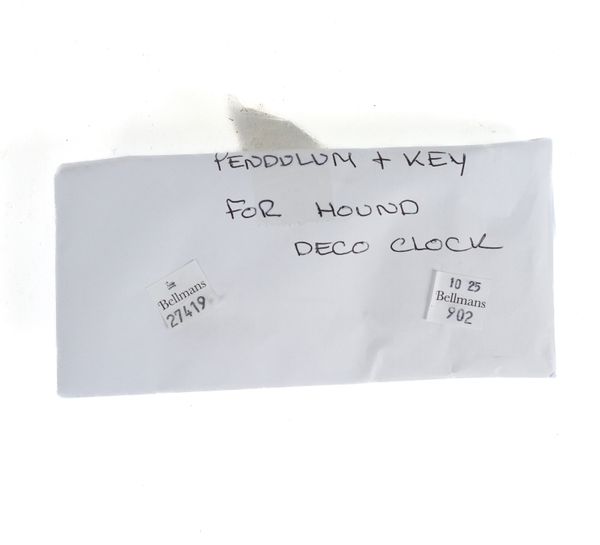 PENDULUM + KEY
FOR HOUND
DECO CLOCK
Bellmans
27419
10 25
Bellmans
902